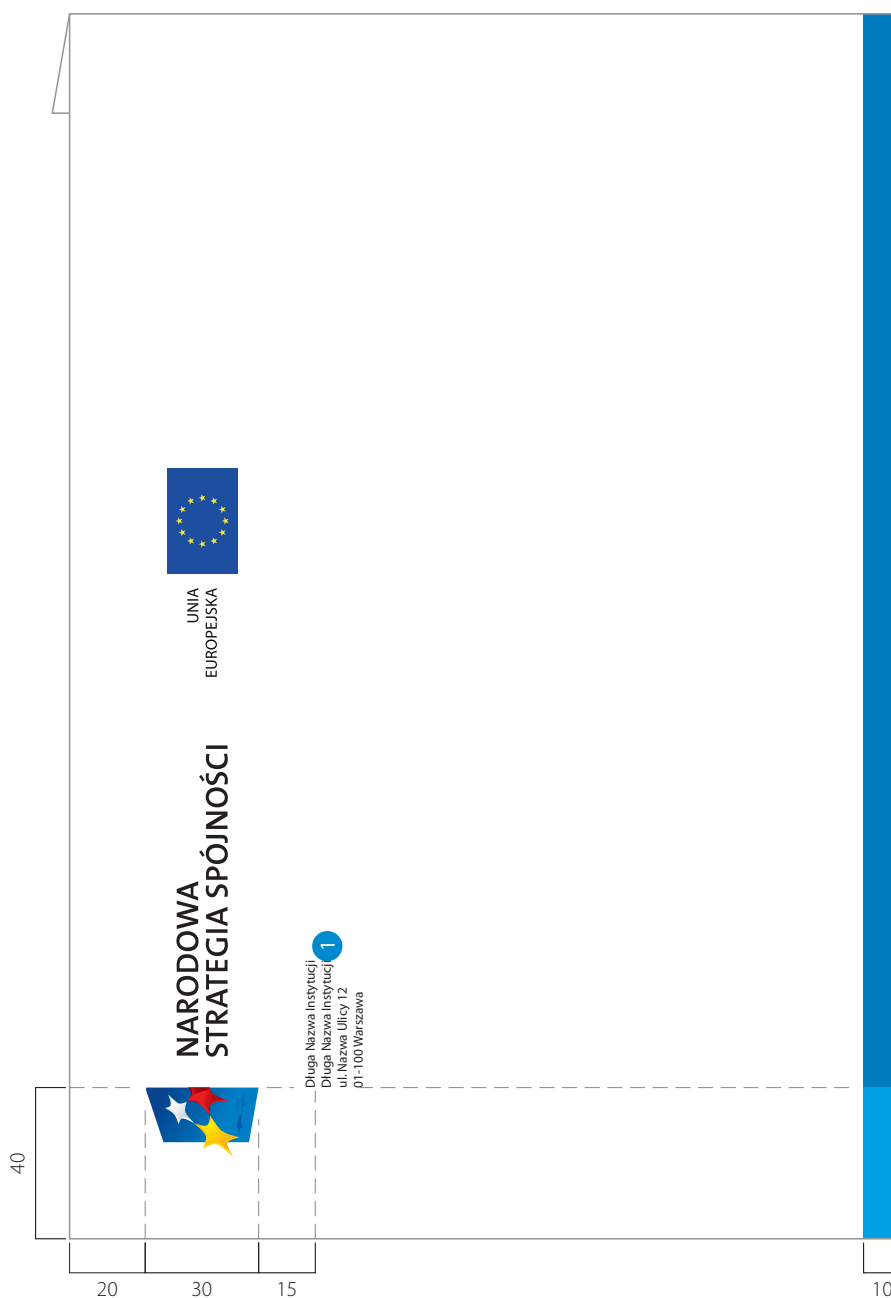 NARODOWA
STRATEGIA SPÓJNOŚCI
UNIA
EUROPEJSKA
Długa Nazwa Instytucji
Długa Nazwa Instytucji
ul. Nazwa Ulicy 12
01-100 Warszawa
1
40
20
30
15
10